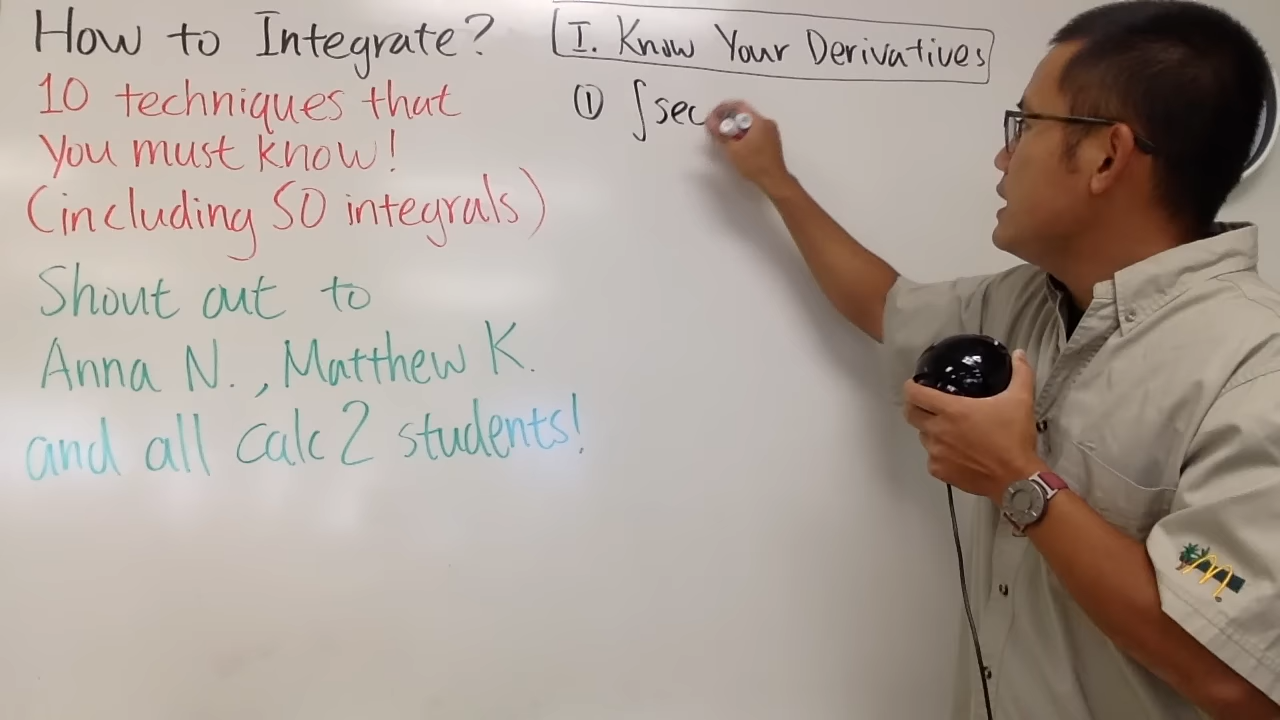 How to Integrate?
10 techniques that
You must know!
(including 50 integrals)
Shout out to
Anna N., Matthew K.
and all calc 2 students!
I. Know Your Derivatives
① ∫sec